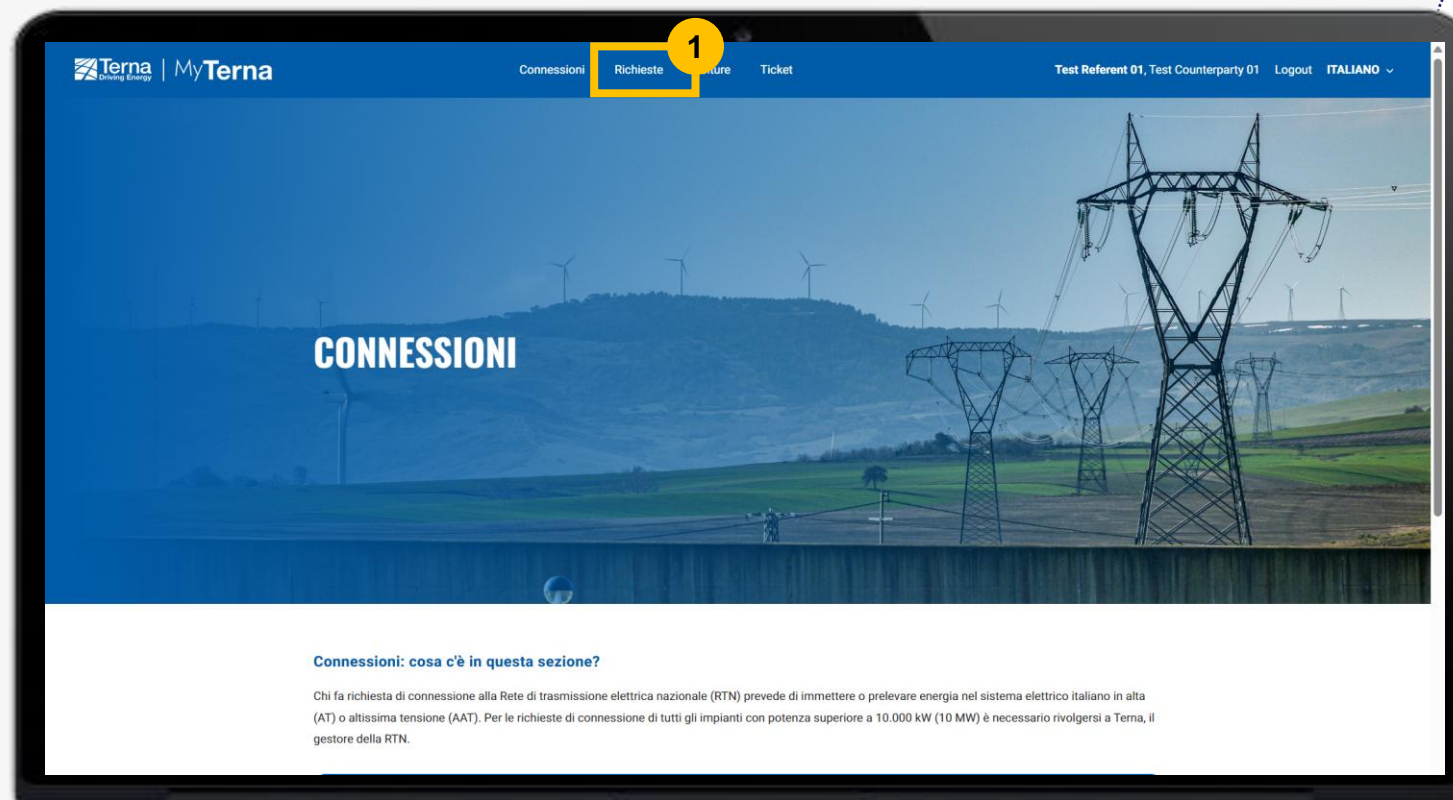 1
Terna
Driving Energy
MyTerna
Connessioni Richieste Ticket
Test Referent 01, Test Counterparty 01 Logout ITALIANO
CONNESSIONI
Connessioni: cosa c'è in questa sezione?
Chi fa richiesta di connessione alla Rete di trasmissione elettrica nazionale (RTN) prevede di immettere o prelevare energia nel sistema elettrico italiano in alta
(AT) o altissima tensione (AAT). Per le richieste di connessione di tutti gli impianti con potenza superiore a 10.000 kW (10 MW) è necessario rivolgersi a Terna, il
gestore della RTN.